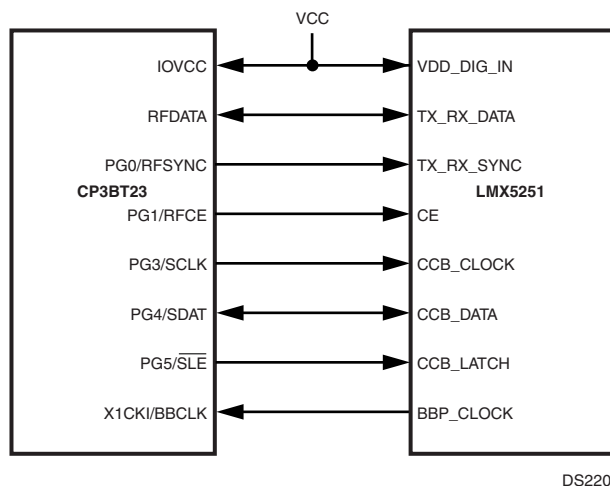 VCC
IOVCC VDD_DIG_IN
RFDATA TX_RX_DATA
PG0/RFSYNC TX_RX_SYNC
CP3BT23 LMX5251
PG1/RFCE CE
PG3/SCLK CCB_CLOCK
PG4/SDAT CCB_DATA
PG5/S̅L̅E̅ CCB_LATCH
X1CKI/BBCLK BBP_CLOCK
DS220